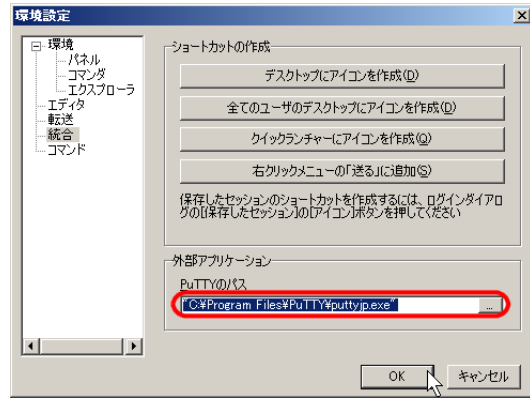 環境設定
環境
パネル
コマンダ
エクスプローラ
エディタ
転送
統合
コマンド
ショートカットの作成
デスクトップにアイコンを作成(D)
全てのユーザのデスクトップにアイコンを作成(D)
クイックランチャーにアイコンを作成(Q)
右クリックメニューの「送る」に追加(S)
保存したセッションのショートカットを作成するには、ログインダイアロ
グの[保存したセッション]の[アイコン]ボタンを押してください
外部アプリケーション
PuTTYのパス
"C:¥Program Files¥PuTTY¥puttyjp.exe"
...
OK
キャンセル